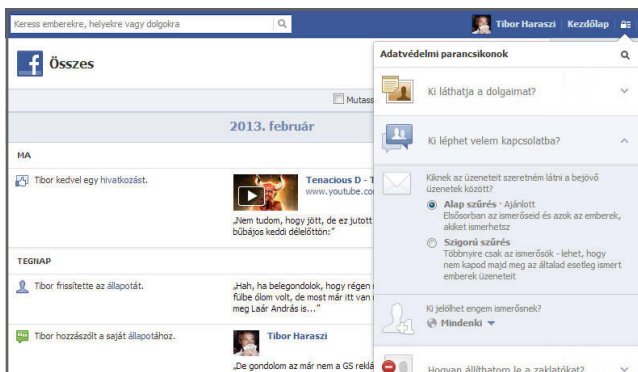 Keress emberekre, helyekre vagy dolgokra
Tibor Haraszi Kezdőlap
Adatvédelmi parancsikonok
Összes
Ki láthatja a dolgaimat?
Mutass
2013. február
Ki léphet velem kapcsolatba?
MA
Tibor kedvel egy hivatkozást.
Tenacious D - T
www.youtube.co
„Nem tudom, hogy jött, de ez jutott
bűbájos keddi délelőttön:”
Kiknek az üzeneteit szeretném látni a bejövő
üzenetek között?
Alap szűrés · Ajánlott
Elsősorban az ismerőseid és azok az emberek,
akiket ismerhetsz
Szigorú szűrés
Többnyire csak az ismerősök - lehet, hogy
nem kapod majd meg az általad esetleg ismert
emberek üzeneteit
TEGNAP
Tibor frissítette az állapotát.
„Hah, ha belegondolok, hogy régen
fülbe ólom volt, de most már itt van
meg Laár András is...”
Ki jelölhet engem ismerősnek?
Mindenki
Tibor hozzászólt a saját állapotához.
Tibor Haraszi
„De gondolom az már nem a GS reklá
Hogyan állíthatom le a zaklatókat?